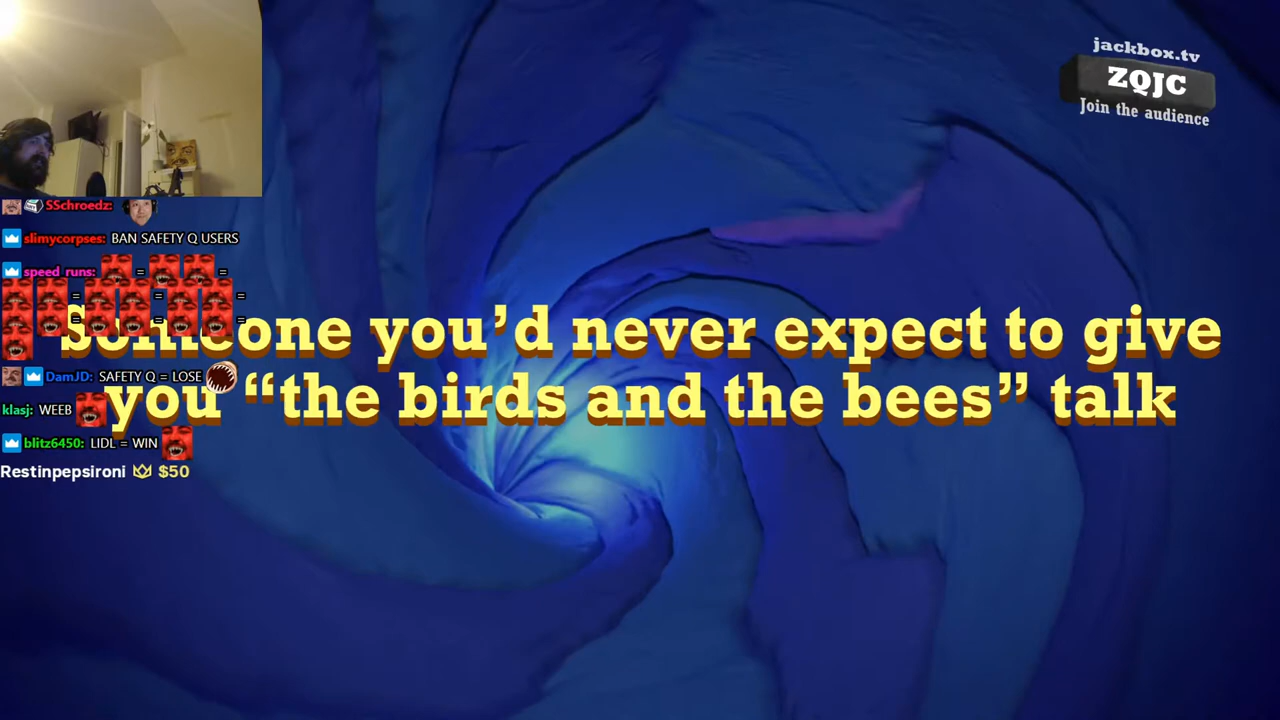 jackbox.tv
ZQJC
Join the audience
SSchroedz:
slimycorpses: BAN SAFETY Q USERS
speed_runs: = =
= = =
= = =
Someone you’d never expect to give
you “the birds and the bees” talk
DamJD: SAFETY Q = LOSE
klasj: WEEB
blitz6450: LIDL = WIN
Restinpepsironi $50